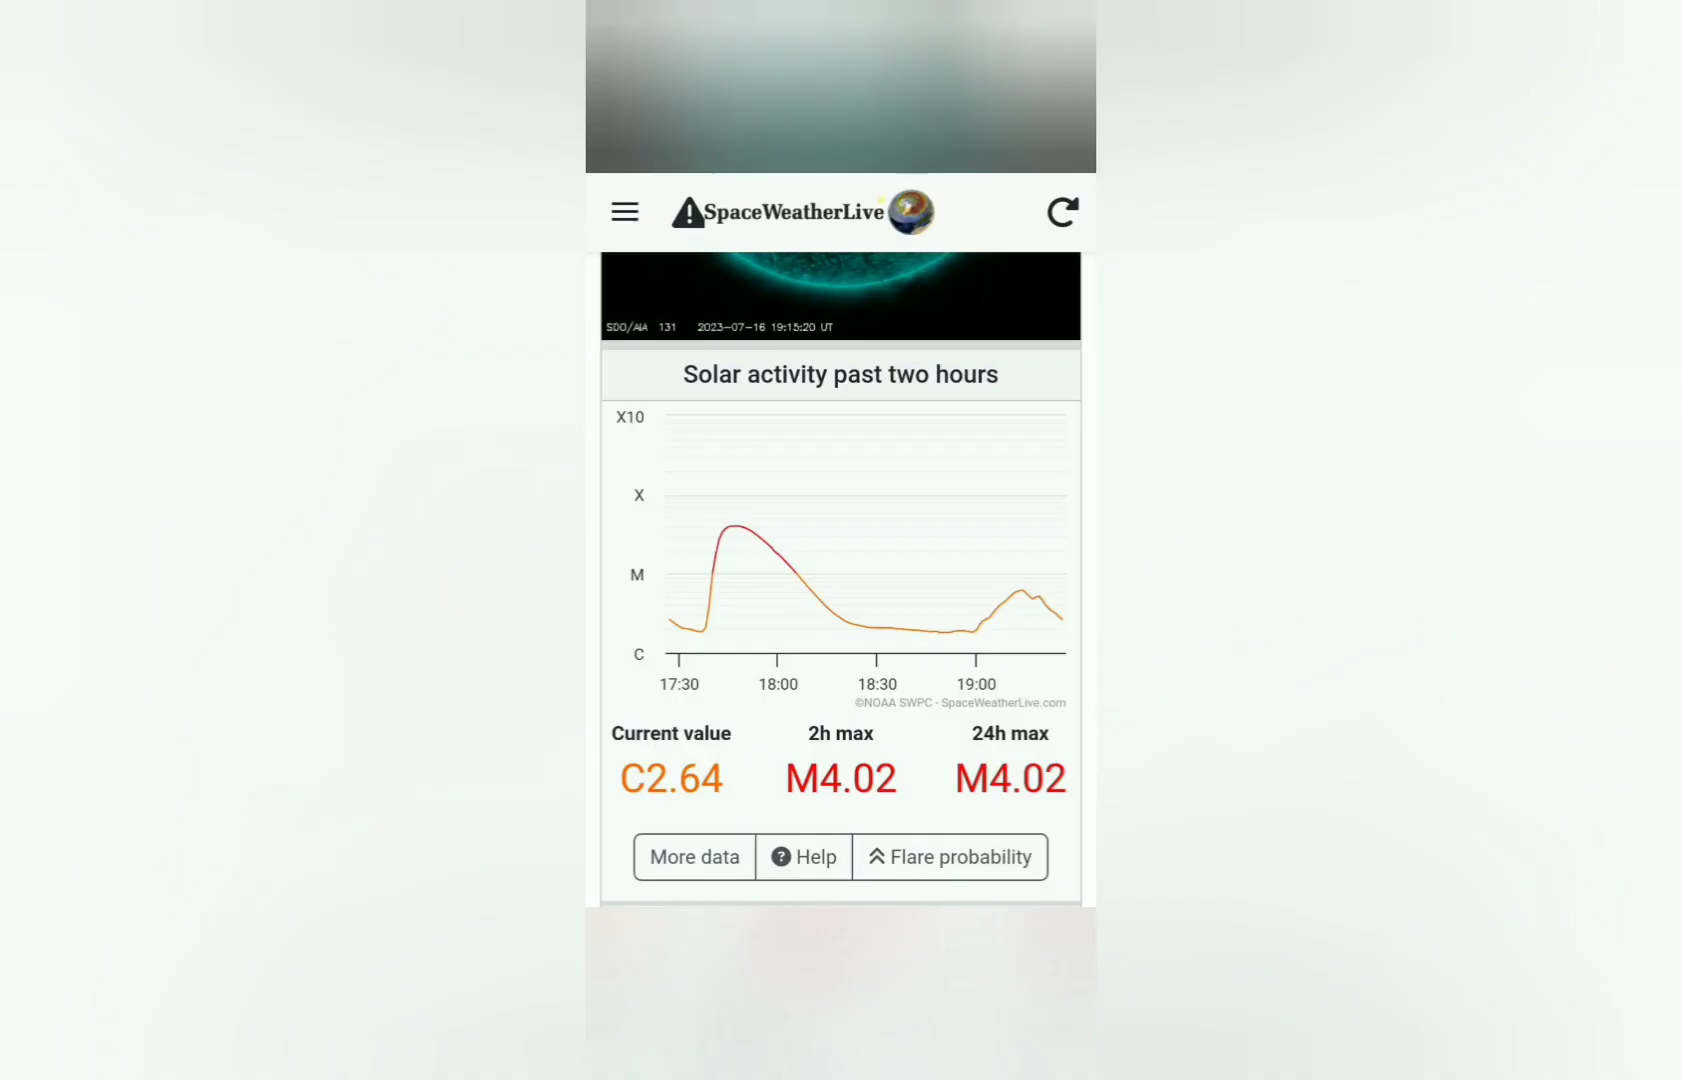 SpaceWeatherLive
SDO/AIA 131 2023-07-16 19:15:20 UT
Solar activity past two hours
X10
X
M
C
17:30 18:00 18:30 19:00
©NOAA SWPC - SpaceWeatherLive.com
Current value 2h max 24h max
C2.64 M4.02 M4.02
More data ? Help Flare probability